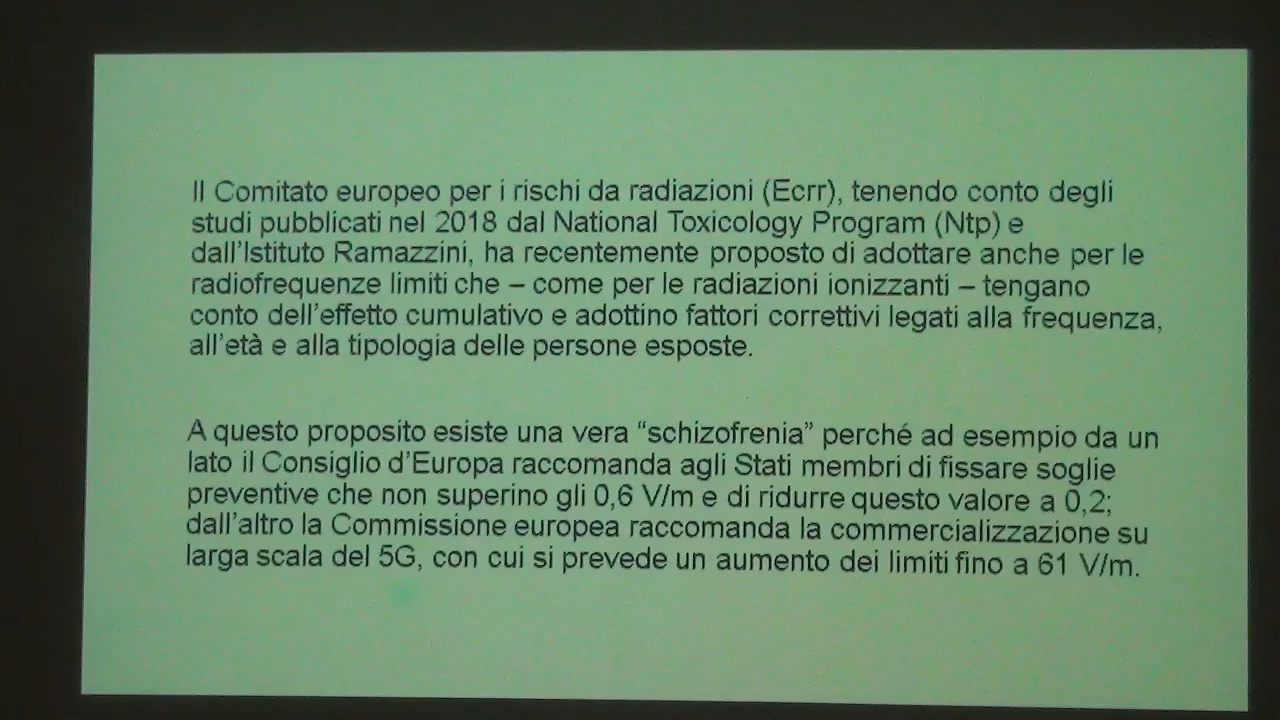 Il Comitato europeo per i rischi da radiazioni (Ecrr), tenendo conto degli
studi pubblicati nel 2018 dal National Toxicology Program (Ntp) e
dall'Istituto Ramazzini, ha recentemente proposto di adottare anche per le
radiofrequenze limiti che – come per le radiazioni ionizzanti – tengano
conto dell'effetto cumulativo e adottino fattori correttivi legati alla frequenza,
all'età e alla tipologia delle persone esposte.
A questo proposito esiste una vera “schizofrenia” perché ad esempio da un
lato il Consiglio d'Europa raccomanda agli Stati membri di fissare soglie
preventive che non superino gli 0,6 V/m e di ridurre questo valore a 0,2;
dall'altro la Commissione europea raccomanda la commercializzazione su
larga scala del 5G, con cui si prevede un aumento dei limiti fino a 61 V/m.